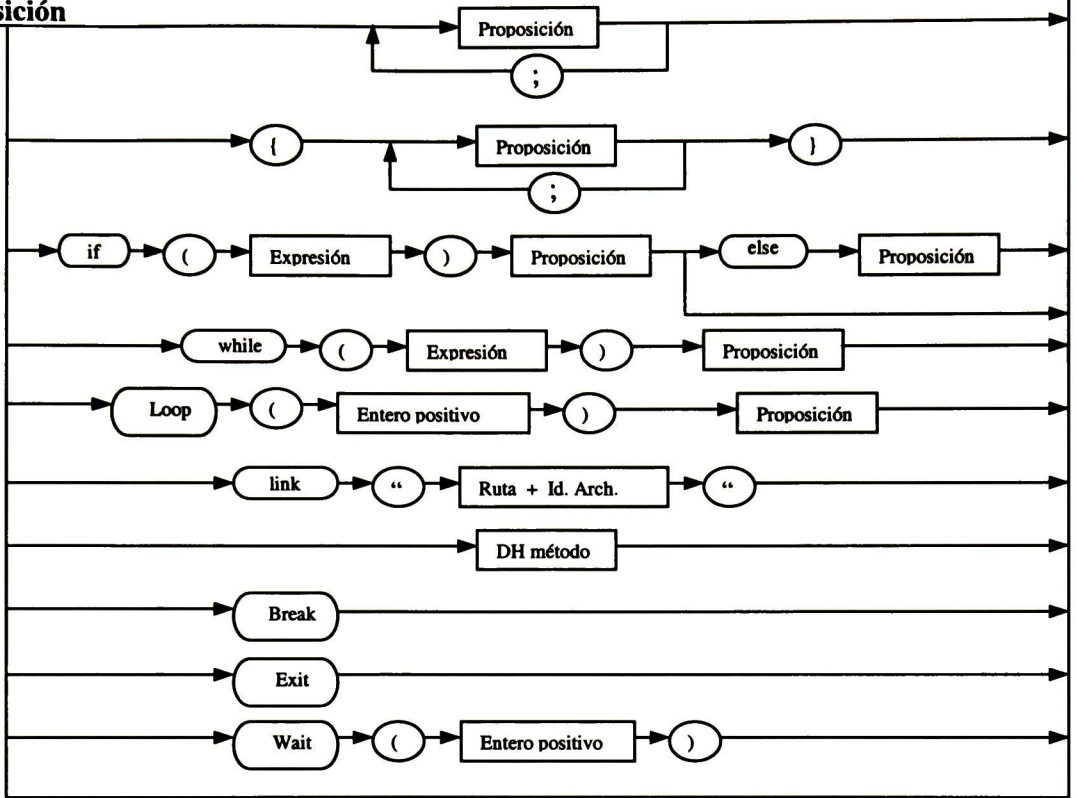 sición
Proposición
;
{ Proposición }
;
if ( Expresión ) Proposición else Proposición
while ( Expresión ) Proposición
Loop ( Entero positivo ) Proposición
link “ Ruta + Id. Arch. “
DH método
Break
Exit
Wait ( Entero positivo )